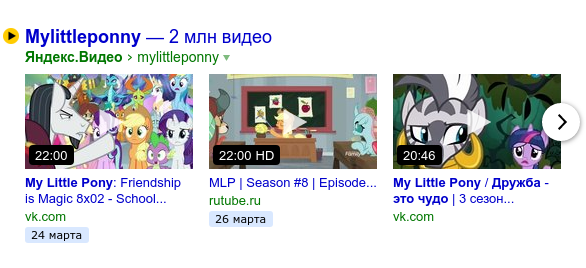 Mylittleponny — 2 млн видео
Яндекс.Видео › mylittleponny
22:00
22:00 HD
20:46
My Little Pony: Friendship
is Magic 8x02 - School...
vk.com
24 марта
MLP | Season #8 | Episode...
rutube.ru
26 марта
My Little Pony / Дружба -
это чудо | 3 сезон...
vk.com